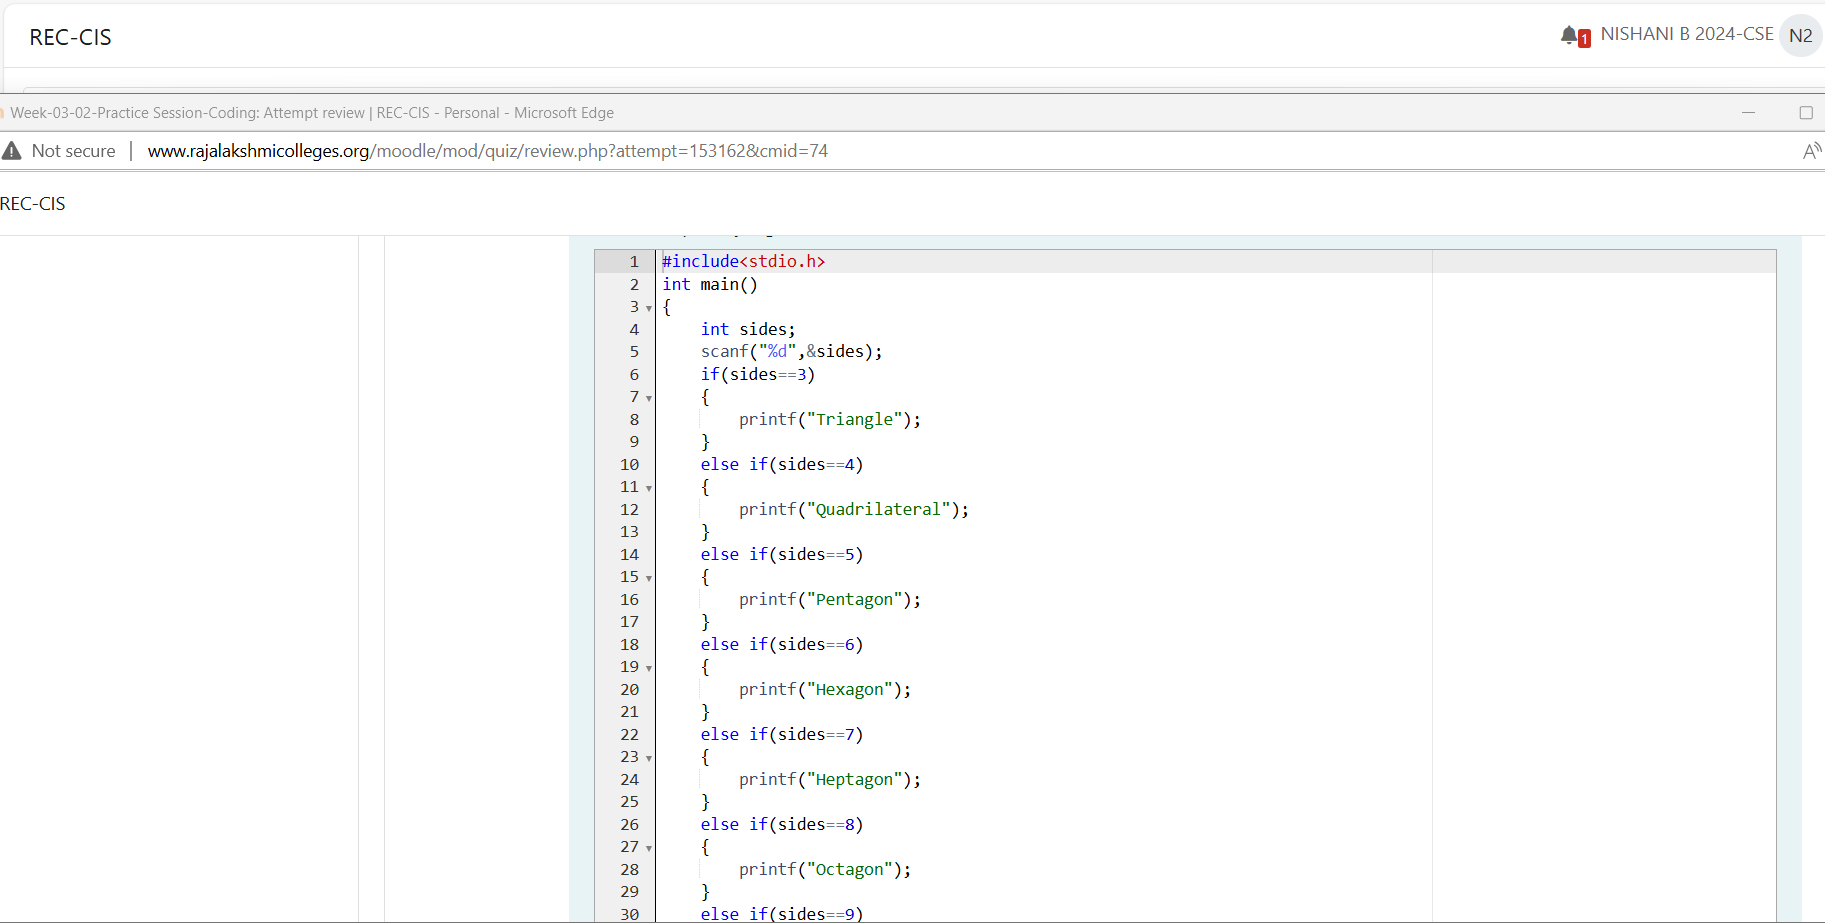 REC-CIS
1 NISHANI B 2024-CSE N2
Week-03-02-Practice Session-Coding: Attempt review | REC-CIS - Personal - Microsoft Edge
Not secure | www.rajalakshmicolleges.org/moodle/mod/quiz/review.php?attempt=153162&cmid=74
REC-CIS
1 #include<stdio.h>
2 int main()
3 {
4     int sides;
5     scanf("%d",&sides);
6     if(sides==3)
7     {
8         printf("Triangle");
9     }
10     else if(sides==4)
11     {
12         printf("Quadrilateral");
13     }
14     else if(sides==5)
15     {
16         printf("Pentagon");
17     }
18     else if(sides==6)
19     {
20         printf("Hexagon");
21     }
22     else if(sides==7)
23     {
24         printf("Heptagon");
25     }
26     else if(sides==8)
27     {
28         printf("Octagon");
29     }
30     else if(sides==9)